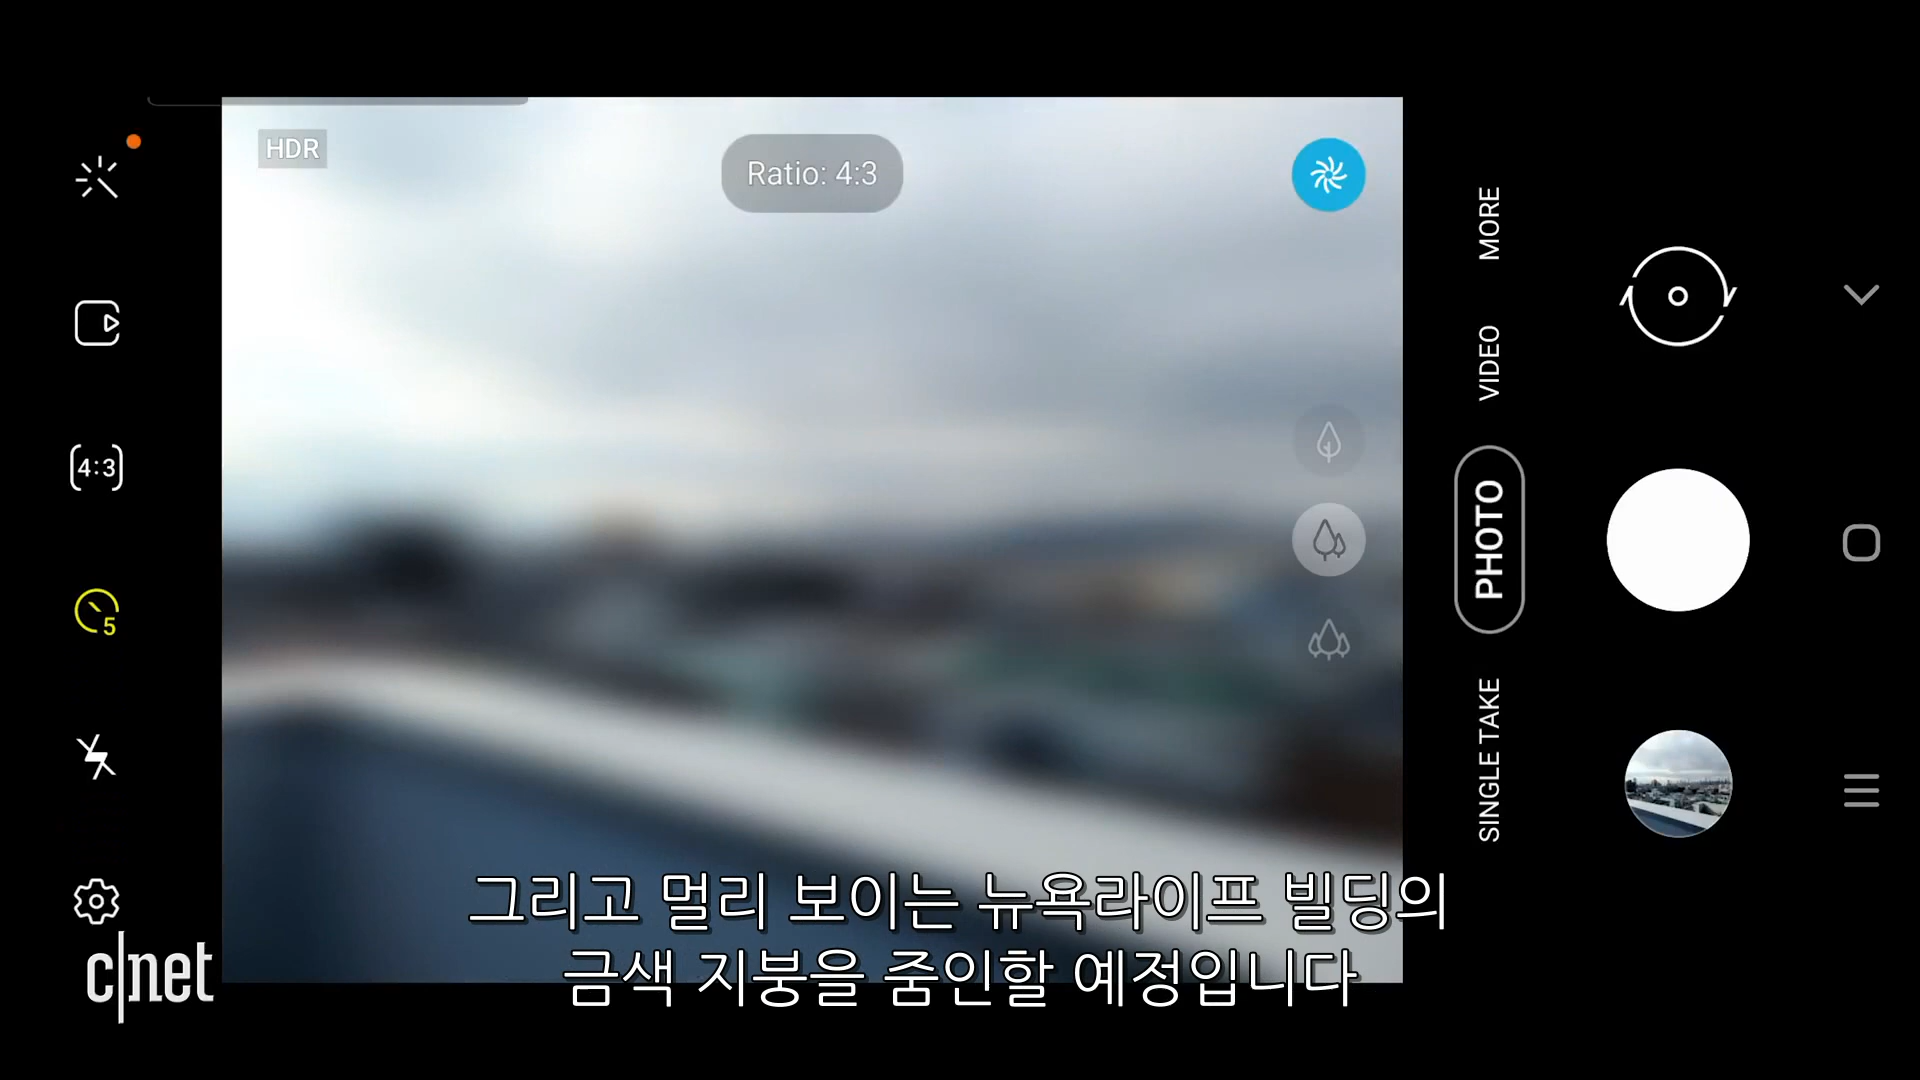 HDR
Ratio: 4:3
4:3
5
MORE
VIDEO
PHOTO
SINGLE TAKE
그리고 멀리 보이는 뉴욕라이프 빌딩의
금색 지붕을 줌인할 예정입니다
c|net